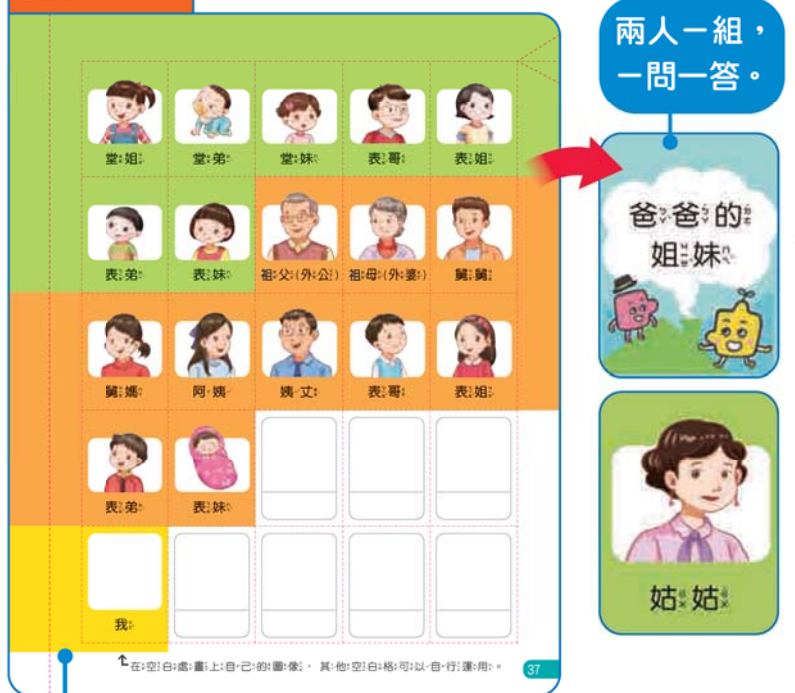 兩人一組，
一問一答。
堂姐 堂弟 堂妹 表哥 表姐
表弟 表妹 祖父(外公) 祖母(外婆) 舅舅
舅媽 阿姨 姨丈 表哥 表姐
表弟 表妹
我
在空白處畫上自己的圖像，其他空白格可以自行運用。
37
爸爸的
姐妹
姑姑